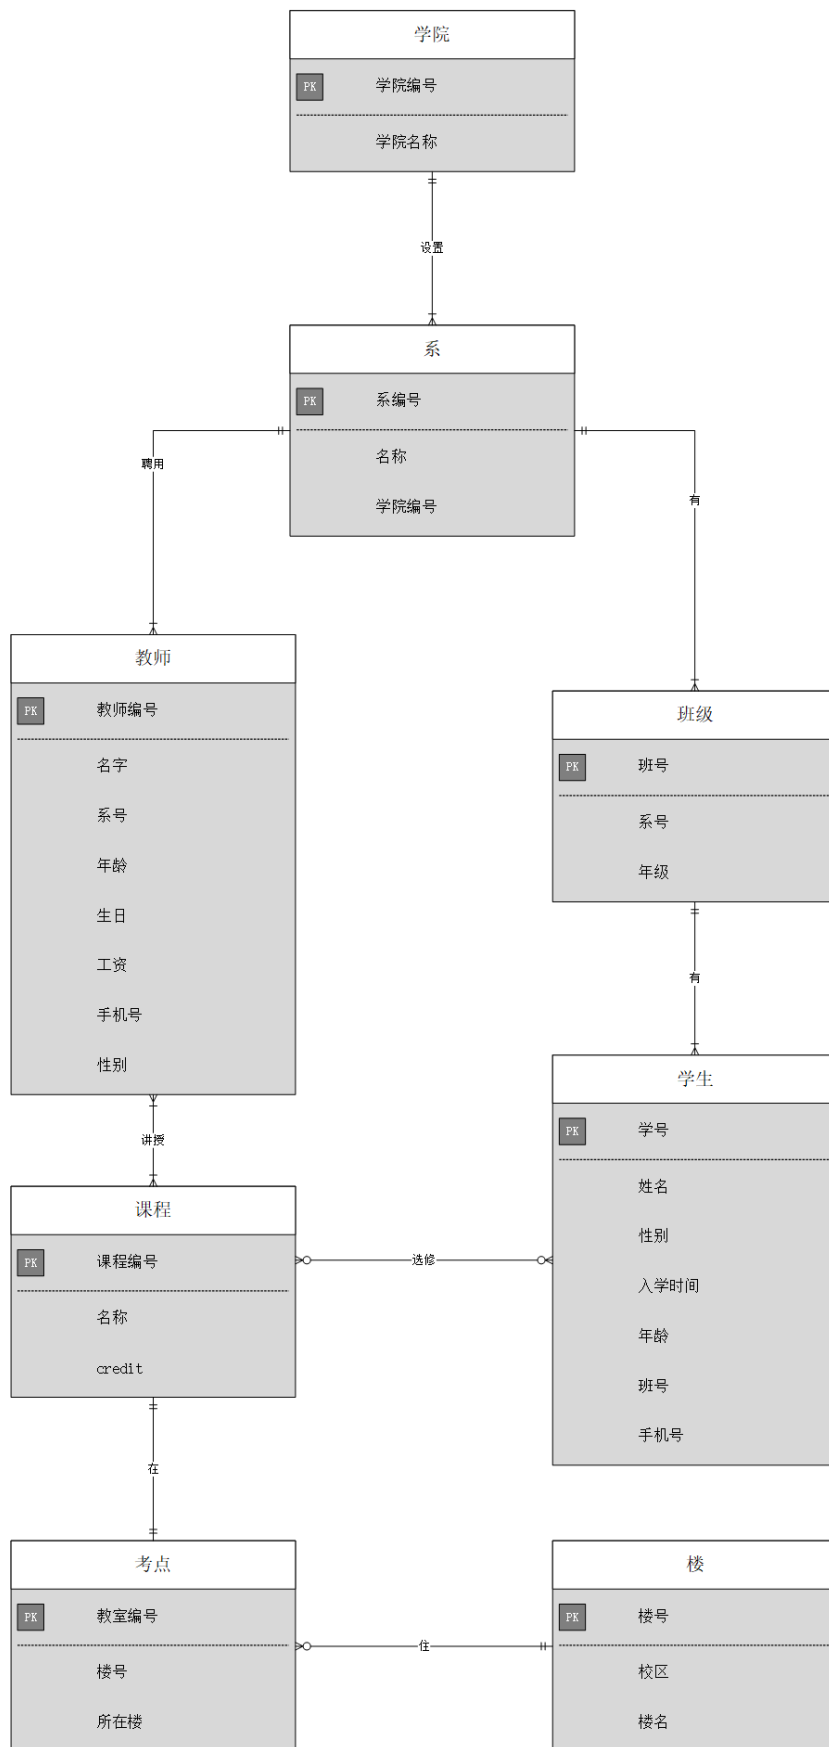 学院
PK 学院编号
学院名称
设置
系
PK 系编号
名称
学院编号
聘用
有
教师
PK 教师编号
名字
系号
年龄
生日
工资
手机号
性别
班级
PK 班号
系号
年级
有
讲授
学生
PK 学号
姓名
性别
入学时间
年龄
班号
手机号
课程
PK 课程编号
名称
credit
选修
在
考点
PK 教室编号
楼号
所在楼
住
楼
PK 楼号
校区
楼名